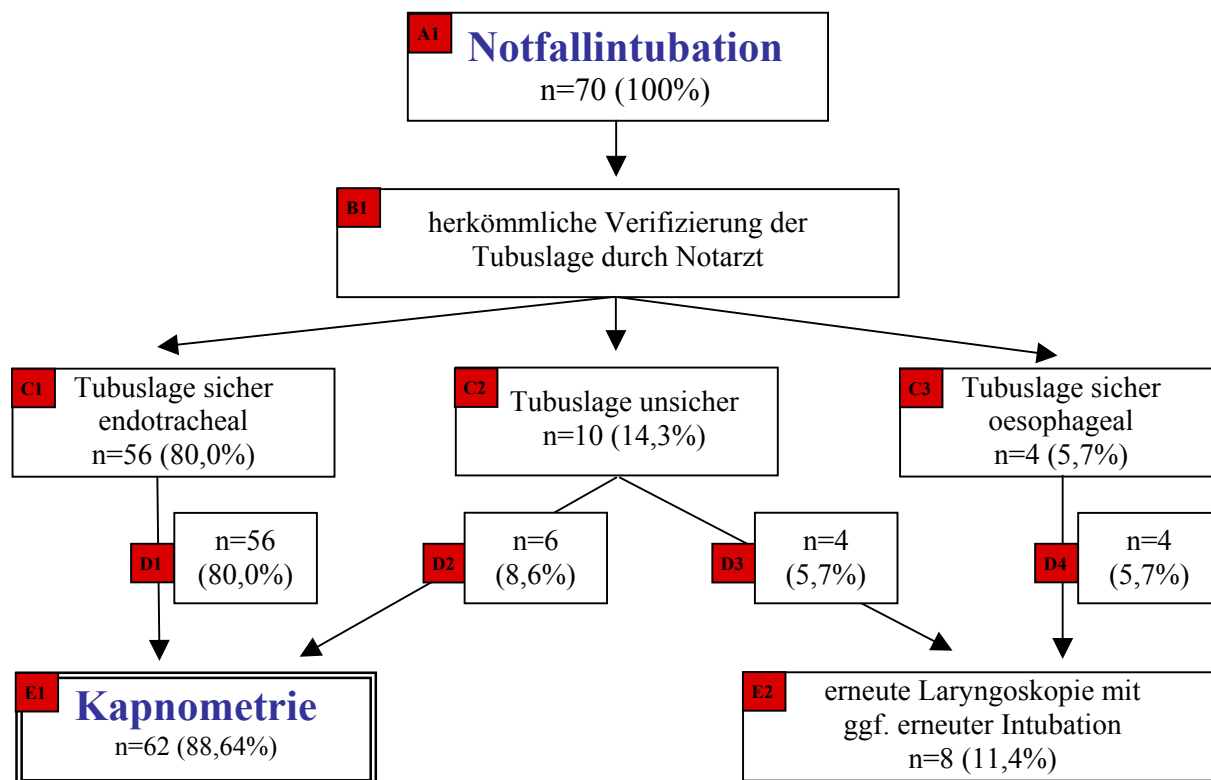 A1
Notfallintubation
n=70 (100%)
B1
herkömmliche Verifizierung der
Tubuslage durch Notarzt
C1
Tubuslage sicher
endotracheal
n=56 (80,0%)
C2
Tubuslage unsicher
n=10 (14,3%)
C3
Tubuslage sicher
oesophageal
n=4 (5,7%)
D1
n=56
(80,0%)
D2
n=6
(8,6%)
D3
n=4
(5,7%)
D4
n=4
(5,7%)
E1
Kapnometrie
n=62 (88,64%)
E2
erneute Laryngoskopie mit
ggf. erneuter Intubation
n=8 (11,4%)